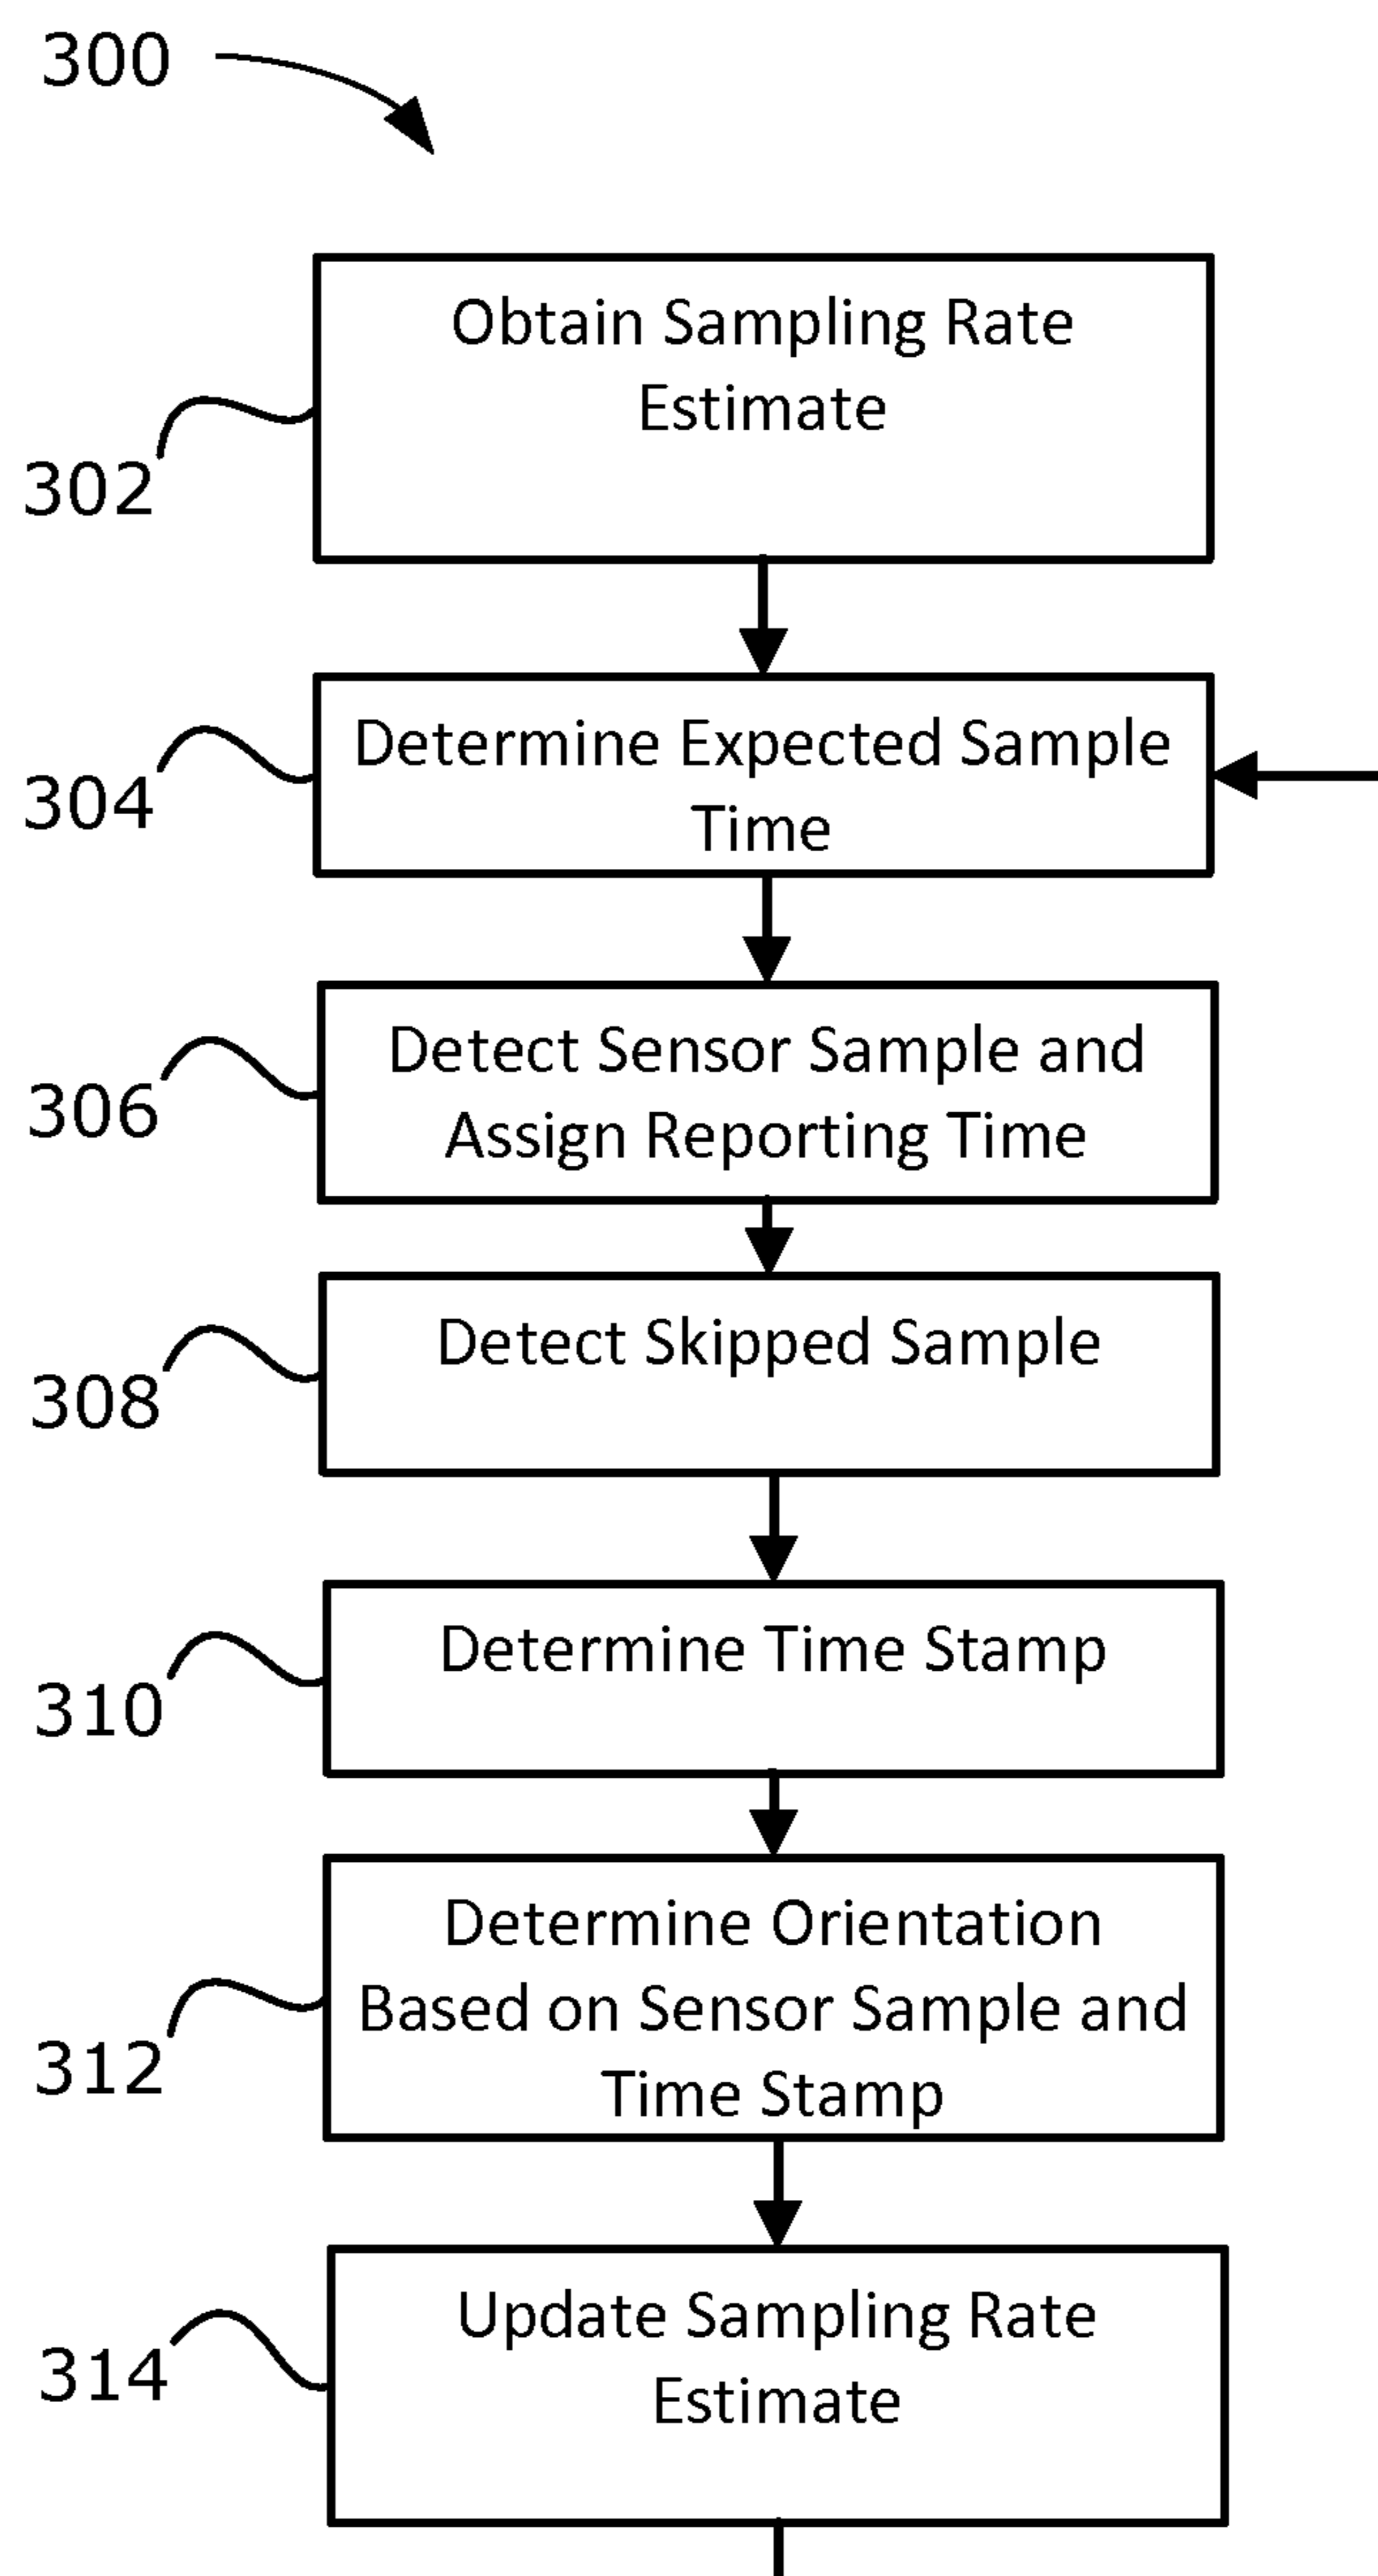 300
Obtain Sampling Rate
Estimate
302
Determine Expected Sample
Time
304
Detect Sensor Sample and
Assign Reporting Time
306
Detect Skipped Sample
308
Determine Time Stamp
310
Determine Orientation
Based on Sensor Sample and
Time Stamp
312
Update Sampling Rate
Estimate
314